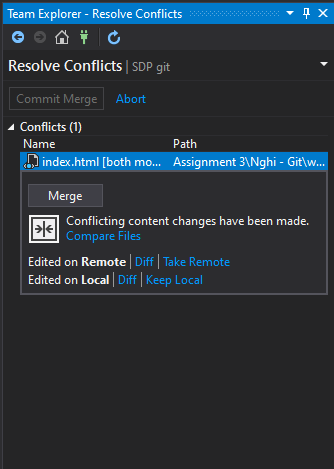 Team Explorer - Resolve Conflicts
Resolve Conflicts | SDP git
Commit Merge Abort
Conflicts (1)
Name Path
index.html [both mo... Assignment 3\Nghi - Git\w...
Merge
Conflicting content changes have been made.
Compare Files
Edited on Remote | Diff | Take Remote
Edited on Local | Diff | Keep Local